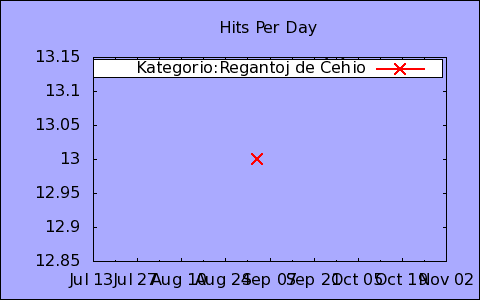 Hits Per Day
13.15
Kategorio:Regantoj de Ĉeĥio
13.1
13.05
13
12.95
12.9
12.85
Jul 13 Jul 27 Aug 10 Aug 24 Sep 07 Sep 21 Oct 05 Oct 19 Nov 02